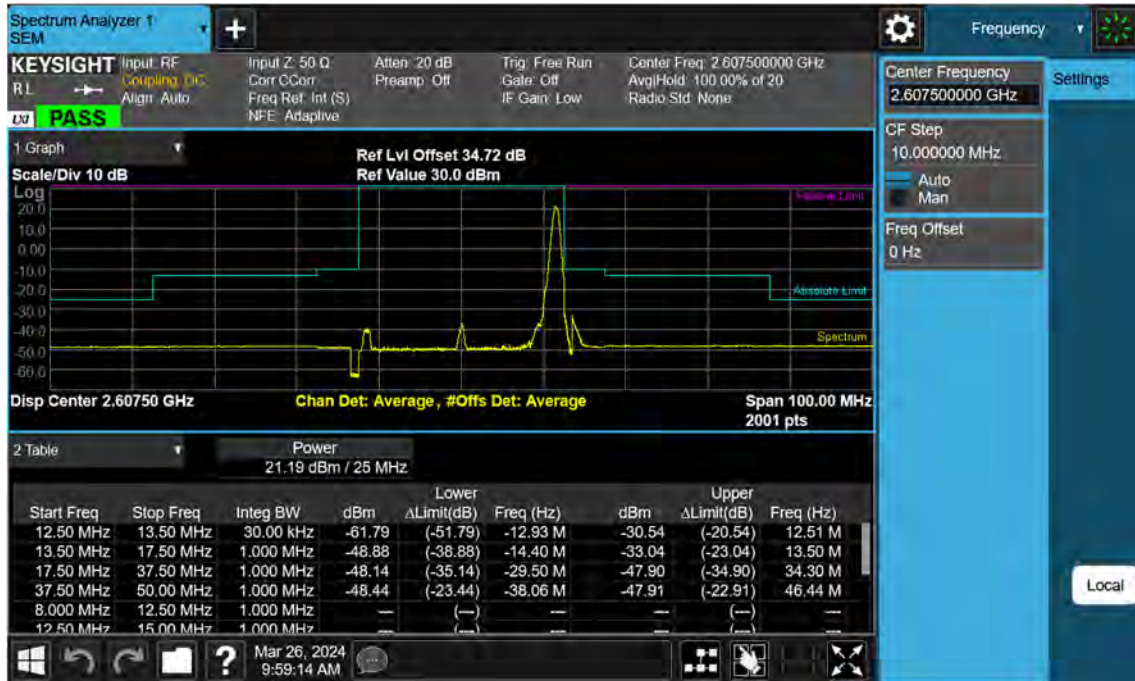 Spectrum Analyzer 1
SEM
Frequency
KEYSIGHT
RL
Input: RF
Coupling: DC
Align: Auto
Input Z: 50 Ω
Corr CCorr
Freq Ref: Int (S)
NFE: Adaptive
Atten: 20 dB
Preamp: Off
Trig: Free Run
Gate: Off
IF Gain: Low
Center Freq: 2.607500000 GHz
Avg|Hold: 100.00% of 20
Radio Std: None
LXI PASS
1 Graph
Scale/Div 10 dB
Ref Lvl Offset 34.72 dB
Ref Value 30.0 dBm
Log
20.0
10.0
0.00
-10.0
-20.0
-30.0
-40.0
-50.0
-60.0
Relative Limit
Absolute Limit
Spectrum
Disp Center 2.60750 GHz
Chan Det: Average , #Offs Det: Average
Span 100.00 MHz
2001 pts
2 Table
Power
21.19 dBm / 25 MHz
Lower Upper
Start Freq Stop Freq Integ BW dBm ΔLimit(dB) Freq (Hz) dBm ΔLimit(dB) Freq (Hz)
12.50 MHz 13.50 MHz 30.00 kHz -61.79 (-51.79) -12.93 M -30.54 (-20.54) 12.51 M
13.50 MHz 17.50 MHz 1.000 MHz -48.88 (-38.88) -14.40 M -33.04 (-23.04) 13.50 M
17.50 MHz 37.50 MHz 1.000 MHz -48.14 (-35.14) -29.50 M -47.90 (-34.90) 34.30 M
37.50 MHz 50.00 MHz 1.000 MHz -48.44 (-23.44) -38.06 M -47.91 (-22.91) 46.44 M
8.000 MHz 12.50 MHz 1.000 MHz --- (---) --- --- (---) ---
12.50 MHz 15.00 MHz 1.000 MHz --- (---) --- --- (---) ---
Mar 26, 2024
9:59:14 AM
Center Frequency
2.607500000 GHz
Settings
CF Step
10.000000 MHz
Auto
Man
Freq Offset
0 Hz
Local